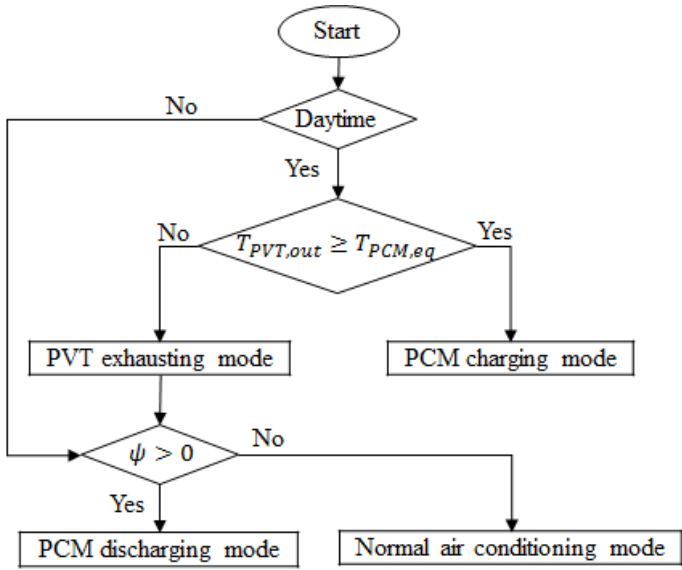 Start
No
Daytime
Yes
No
T_{PVT,out} ≥ T_{PCM,eq}
Yes
PVT exhausting mode
PCM charging mode
ψ > 0
No
Yes
PCM discharging mode
Normal air conditioning mode